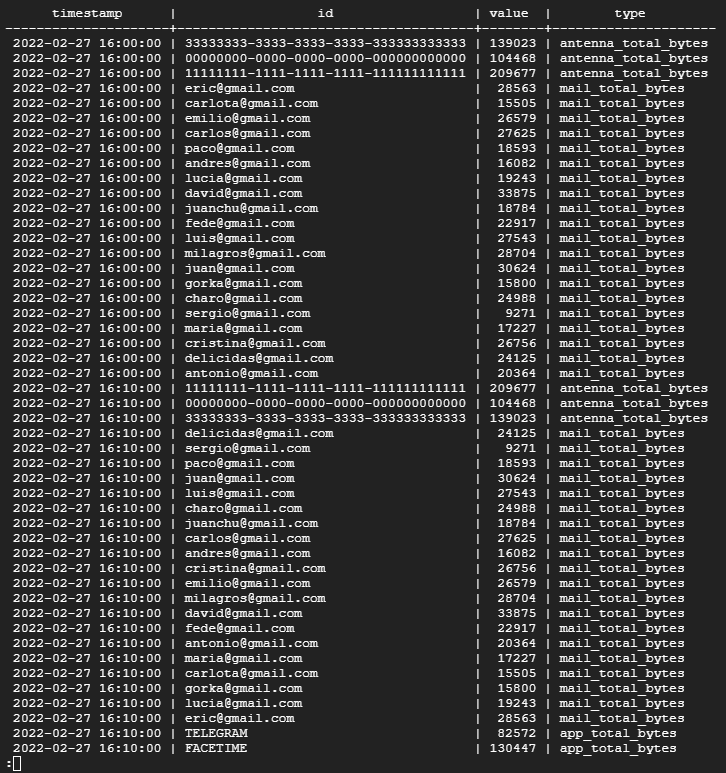 timestamp | id | value | type
---------------------+--------------------------------------+--------+---------------------
2022-02-27 16:00:00 | 33333333-3333-3333-3333-333333333333 | 139023 | antenna_total_bytes
2022-02-27 16:00:00 | 00000000-0000-0000-0000-000000000000 | 104468 | antenna_total_bytes
2022-02-27 16:00:00 | 11111111-1111-1111-1111-111111111111 | 209677 | antenna_total_bytes
2022-02-27 16:00:00 | eric@gmail.com | 28563 | mail_total_bytes
2022-02-27 16:00:00 | carlota@gmail.com | 15505 | mail_total_bytes
2022-02-27 16:00:00 | emilio@gmail.com | 26579 | mail_total_bytes
2022-02-27 16:00:00 | carlos@gmail.com | 27625 | mail_total_bytes
2022-02-27 16:00:00 | paco@gmail.com | 18593 | mail_total_bytes
2022-02-27 16:00:00 | andres@gmail.com | 16082 | mail_total_bytes
2022-02-27 16:00:00 | lucia@gmail.com | 19243 | mail_total_bytes
2022-02-27 16:00:00 | david@gmail.com | 33875 | mail_total_bytes
2022-02-27 16:00:00 | juanchu@gmail.com | 18784 | mail_total_bytes
2022-02-27 16:00:00 | fede@gmail.com | 22917 | mail_total_bytes
2022-02-27 16:00:00 | luis@gmail.com | 27543 | mail_total_bytes
2022-02-27 16:00:00 | milagros@gmail.com | 28704 | mail_total_bytes
2022-02-27 16:00:00 | juan@gmail.com | 30624 | mail_total_bytes
2022-02-27 16:00:00 | gorka@gmail.com | 15800 | mail_total_bytes
2022-02-27 16:00:00 | charo@gmail.com | 24988 | mail_total_bytes
2022-02-27 16:00:00 | sergio@gmail.com | 9271 | mail_total_bytes
2022-02-27 16:00:00 | maria@gmail.com | 17227 | mail_total_bytes
2022-02-27 16:00:00 | cristina@gmail.com | 26756 | mail_total_bytes
2022-02-27 16:00:00 | delicidas@gmail.com | 24125 | mail_total_bytes
2022-02-27 16:00:00 | antonio@gmail.com | 20364 | mail_total_bytes
2022-02-27 16:10:00 | 11111111-1111-1111-1111-111111111111 | 209677 | antenna_total_bytes
2022-02-27 16:10:00 | 00000000-0000-0000-0000-000000000000 | 104468 | antenna_total_bytes
2022-02-27 16:10:00 | 33333333-3333-3333-3333-333333333333 | 139023 | antenna_total_bytes
2022-02-27 16:10:00 | delicidas@gmail.com | 24125 | mail_total_bytes
2022-02-27 16:10:00 | sergio@gmail.com | 9271 | mail_total_bytes
2022-02-27 16:10:00 | paco@gmail.com | 18593 | mail_total_bytes
2022-02-27 16:10:00 | juan@gmail.com | 30624 | mail_total_bytes
2022-02-27 16:10:00 | luis@gmail.com | 27543 | mail_total_bytes
2022-02-27 16:10:00 | charo@gmail.com | 24988 | mail_total_bytes
2022-02-27 16:10:00 | juanchu@gmail.com | 18784 | mail_total_bytes
2022-02-27 16:10:00 | carlos@gmail.com | 27625 | mail_total_bytes
2022-02-27 16:10:00 | andres@gmail.com | 16082 | mail_total_bytes
2022-02-27 16:10:00 | cristina@gmail.com | 26756 | mail_total_bytes
2022-02-27 16:10:00 | emilio@gmail.com | 26579 | mail_total_bytes
2022-02-27 16:10:00 | milagros@gmail.com | 28704 | mail_total_bytes
2022-02-27 16:10:00 | david@gmail.com | 33875 | mail_total_bytes
2022-02-27 16:10:00 | fede@gmail.com | 22917 | mail_total_bytes
2022-02-27 16:10:00 | antonio@gmail.com | 20364 | mail_total_bytes
2022-02-27 16:10:00 | maria@gmail.com | 17227 | mail_total_bytes
2022-02-27 16:10:00 | carlota@gmail.com | 15505 | mail_total_bytes
2022-02-27 16:10:00 | gorka@gmail.com | 15800 | mail_total_bytes
2022-02-27 16:10:00 | lucia@gmail.com | 19243 | mail_total_bytes
2022-02-27 16:10:00 | eric@gmail.com | 28563 | mail_total_bytes
2022-02-27 16:10:00 | TELEGRAM | 82572 | app_total_bytes
2022-02-27 16:10:00 | FACETIME | 130447 | app_total_bytes
: